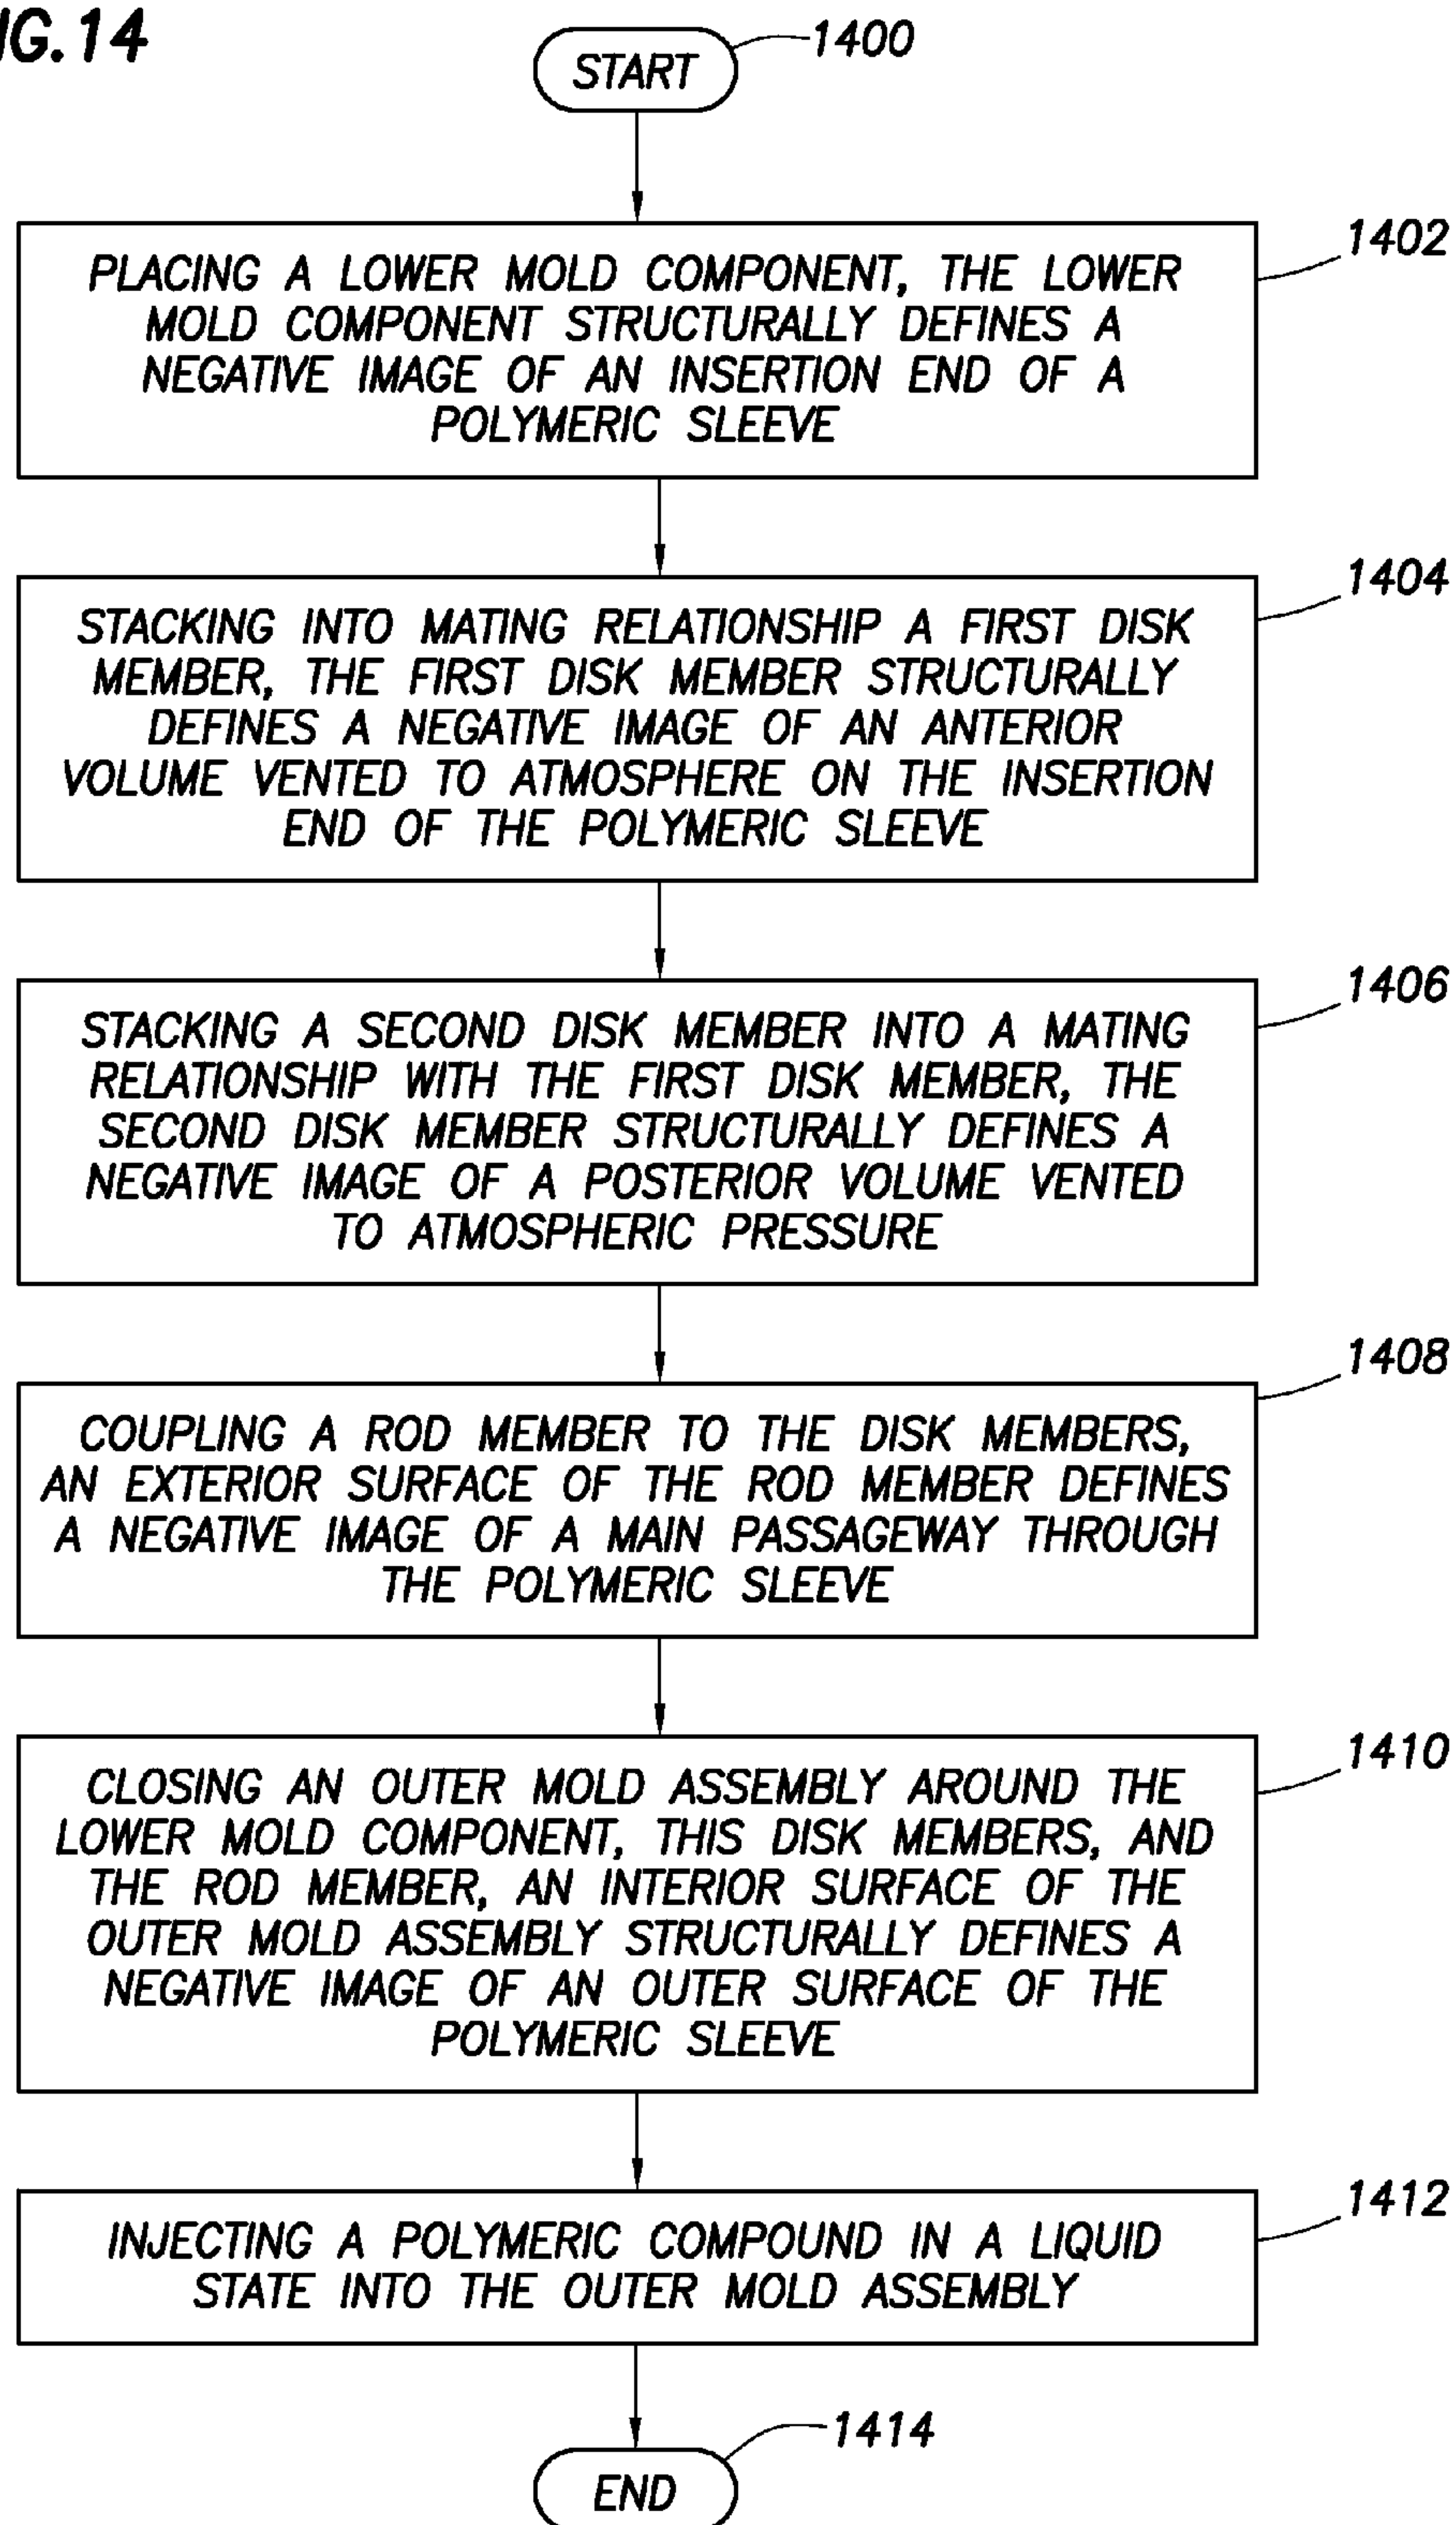 IG.14
1400
START
1402
PLACING A LOWER MOLD COMPONENT, THE LOWER
MOLD COMPONENT STRUCTURALLY DEFINES A
NEGATIVE IMAGE OF AN INSERTION END OF A
POLYMERIC SLEEVE
1404
STACKING INTO MATING RELATIONSHIP A FIRST DISK
MEMBER, THE FIRST DISK MEMBER STRUCTURALLY
DEFINES A NEGATIVE IMAGE OF AN ANTERIOR
VOLUME VENTED TO ATMOSPHERE ON THE INSERTION
END OF THE POLYMERIC SLEEVE
1406
STACKING A SECOND DISK MEMBER INTO A MATING
RELATIONSHIP WITH THE FIRST DISK MEMBER, THE
SECOND DISK MEMBER STRUCTURALLY DEFINES A
NEGATIVE IMAGE OF A POSTERIOR VOLUME VENTED
TO ATMOSPHERIC PRESSURE
1408
COUPLING A ROD MEMBER TO THE DISK MEMBERS,
AN EXTERIOR SURFACE OF THE ROD MEMBER DEFINES
A NEGATIVE IMAGE OF A MAIN PASSAGEWAY THROUGH
THE POLYMERIC SLEEVE
1410
CLOSING AN OUTER MOLD ASSEMBLY AROUND THE
LOWER MOLD COMPONENT, THIS DISK MEMBERS, AND
THE ROD MEMBER, AN INTERIOR SURFACE OF THE
OUTER MOLD ASSEMBLY STRUCTURALLY DEFINES A
NEGATIVE IMAGE OF AN OUTER SURFACE OF THE
POLYMERIC SLEEVE
1412
INJECTING A POLYMERIC COMPOUND IN A LIQUID
STATE INTO THE OUTER MOLD ASSEMBLY
1414
END